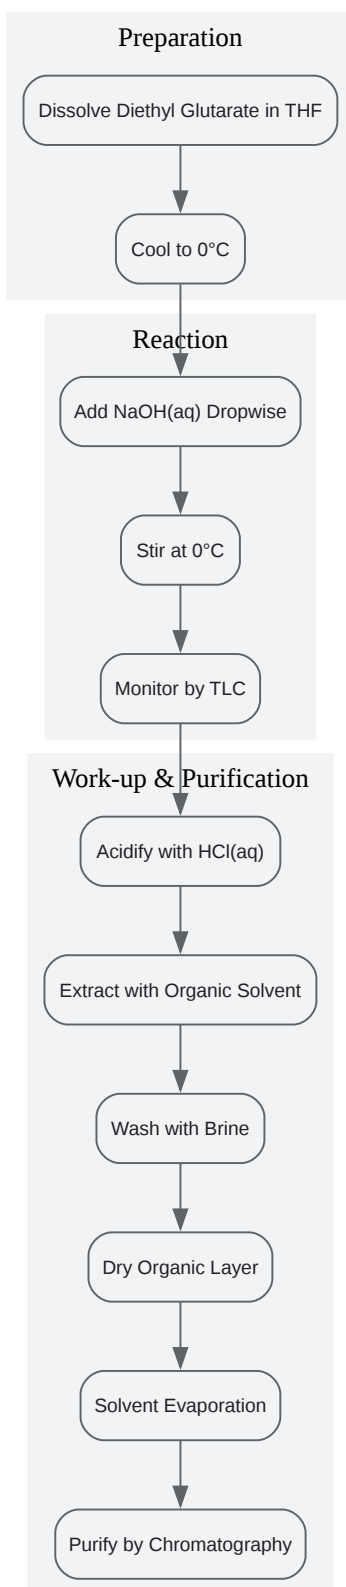 Preparation
Dissolve Diethyl Glutarate in THF
Cool to 0°C
Reaction
Add NaOH(aq) Dropwise
Stir at 0°C
Monitor by TLC
Work-up & Purification
Acidify with HCl(aq)
Extract with Organic Solvent
Wash with Brine
Dry Organic Layer
Solvent Evaporation
Purify by Chromatography